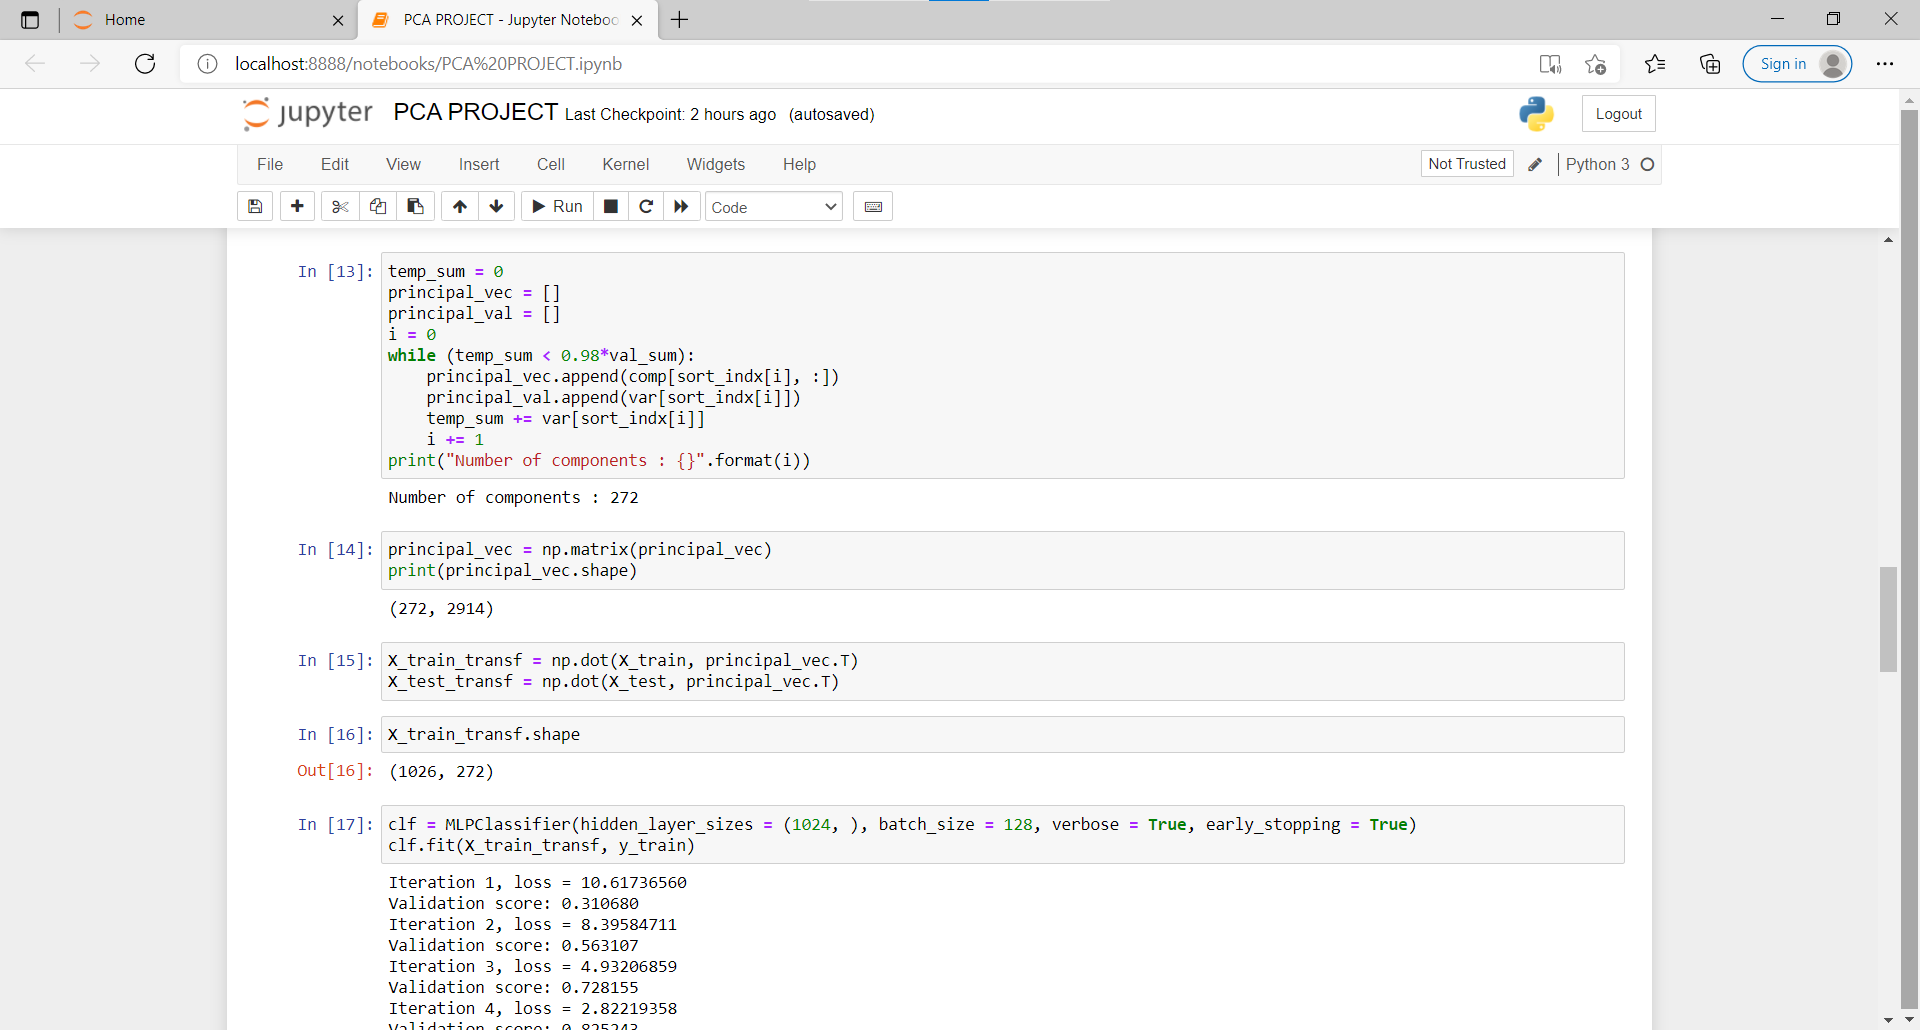 Home
PCA PROJECT - Jupyter Noteboo
localhost:8888/notebooks/PCA%20PROJECT.ipynb
Sign in
jupyter PCA PROJECT Last Checkpoint: 2 hours ago (autosaved)
Logout
File Edit View Insert Cell Kernel Widgets Help
Not Trusted
Python 3
Run
Code
In [13]: temp_sum = 0
principal_vec = []
principal_val = []
i = 0
while (temp_sum < 0.98*val_sum):
    principal_vec.append(comp[sort_indx[i], :])
    principal_val.append(var[sort_indx[i]])
    temp_sum += var[sort_indx[i]]
    i += 1
print("Number of components : {}".format(i))
Number of components : 272
In [14]: principal_vec = np.matrix(principal_vec)
print(principal_vec.shape)
(272, 2914)
In [15]: X_train_transf = np.dot(X_train, principal_vec.T)
X_test_transf = np.dot(X_test, principal_vec.T)
In [16]: X_train_transf.shape
Out[16]: (1026, 272)
In [17]: clf = MLPClassifier(hidden_layer_sizes = (1024, ), batch_size = 128, verbose = True, early_stopping = True)
clf.fit(X_train_transf, y_train)
Iteration 1, loss = 10.61736560
Validation score: 0.310680
Iteration 2, loss = 8.39584711
Validation score: 0.563107
Iteration 3, loss = 4.93206859
Validation score: 0.728155
Iteration 4, loss = 2.82219358
Validation score: 0.825243